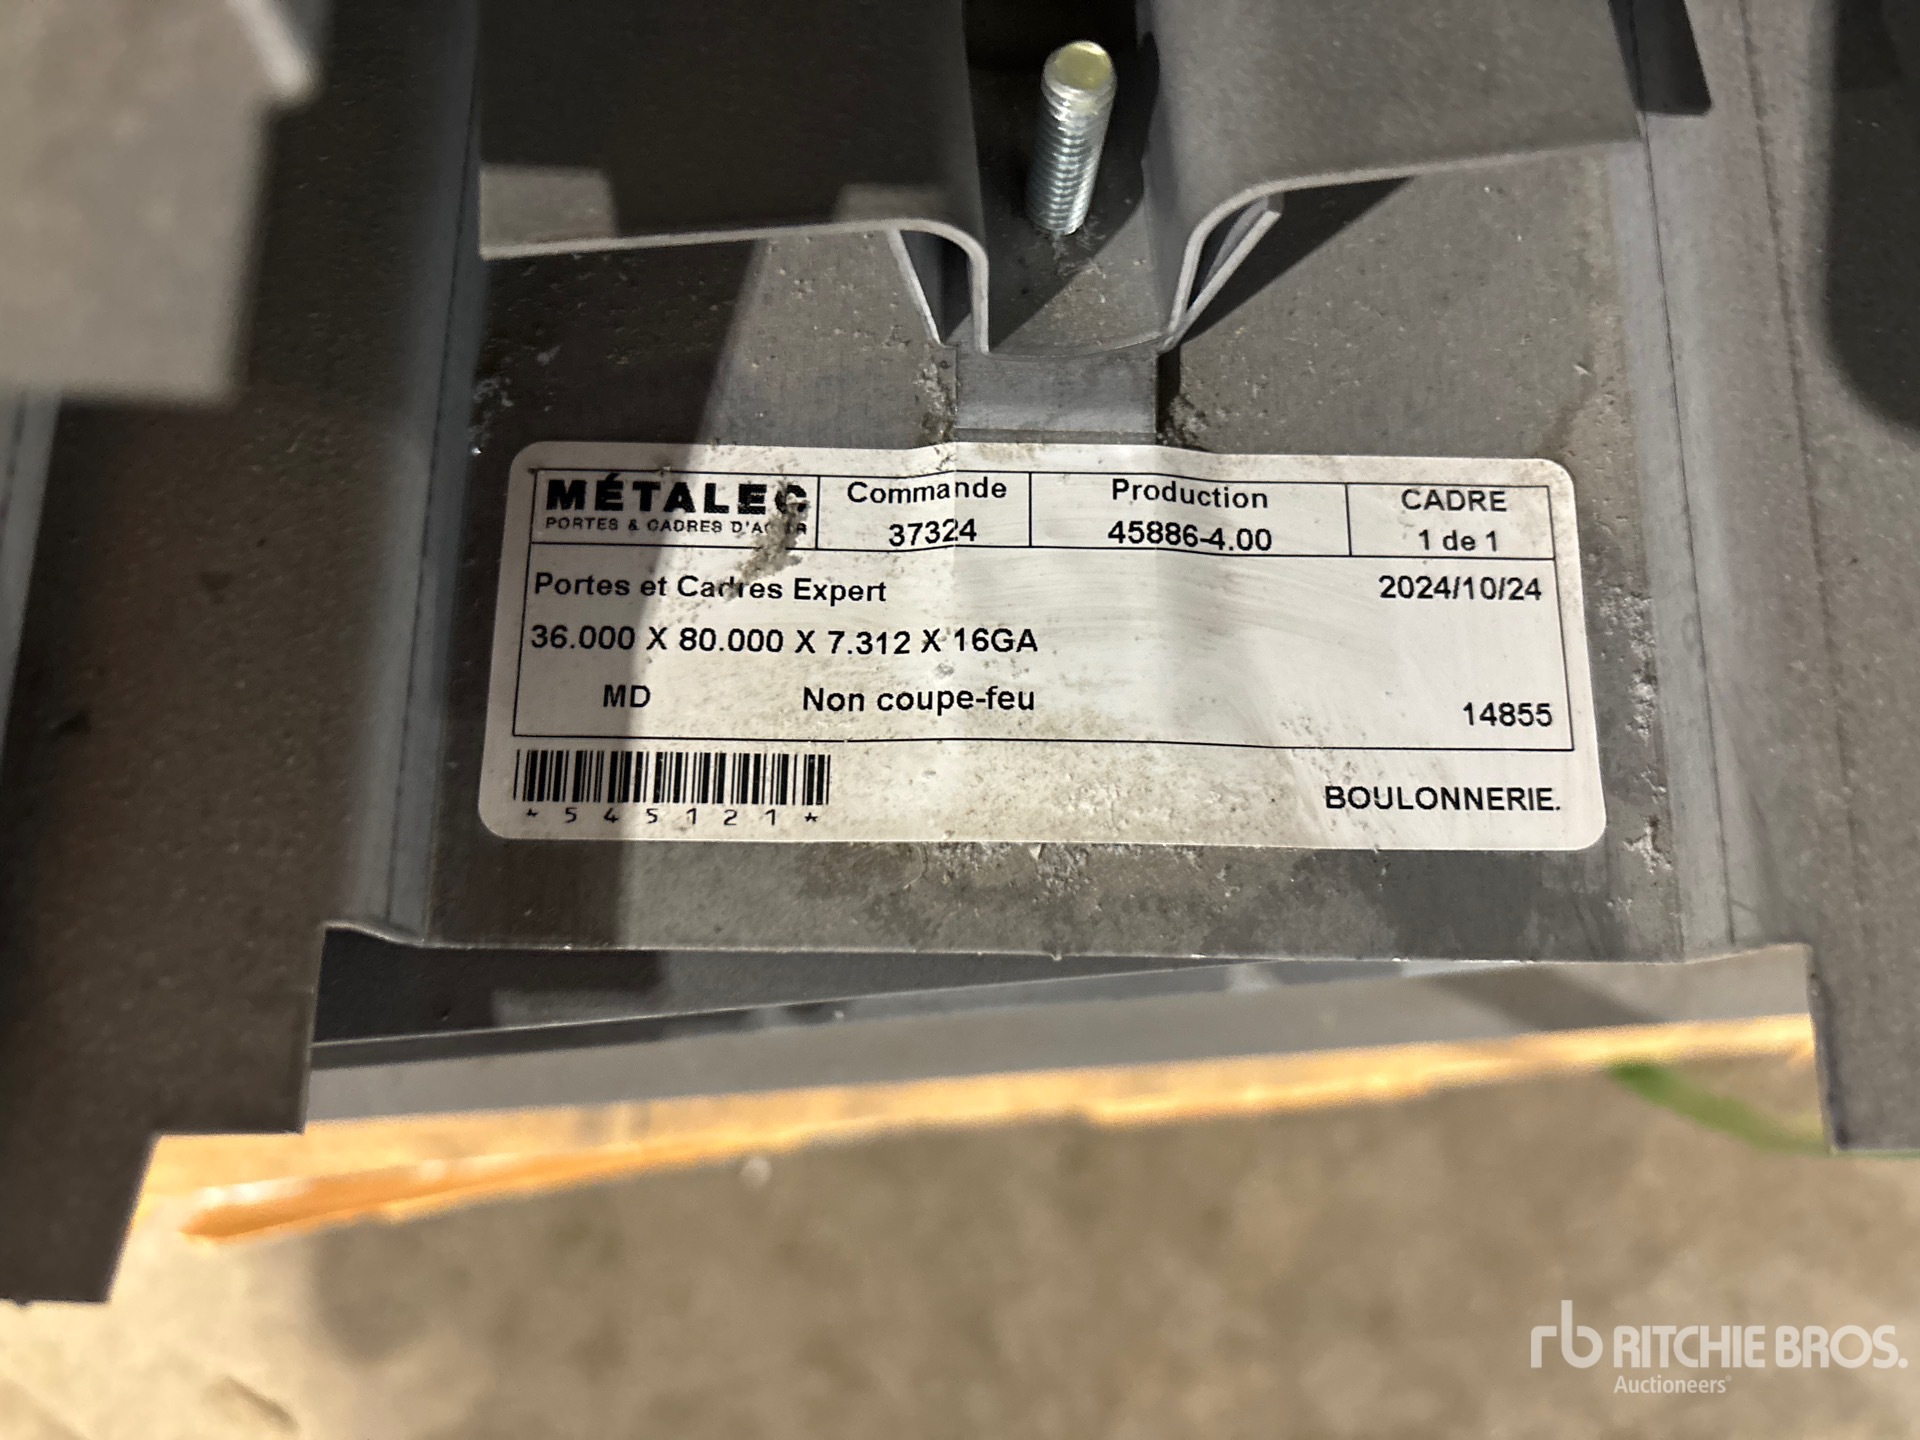 MÉTALEC
PORTES & CADRES D'ACIER
Commande
37324
Production
45886-4.00
CADRE
1 de 1
Portes et Cadres Expert
2024/10/24
36.000 X 80.000 X 7.312 X 16GA
MD
Non coupe-feu
14855
*545121*
BOULONNERIE.
rb RITCHIE BROS.
Auctioneers